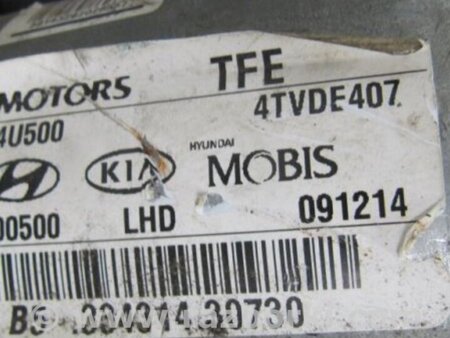 MOTORS TFE
4U500 4TVDE407
KIA HYUNDAI MOBIS
00500 LHD 091214